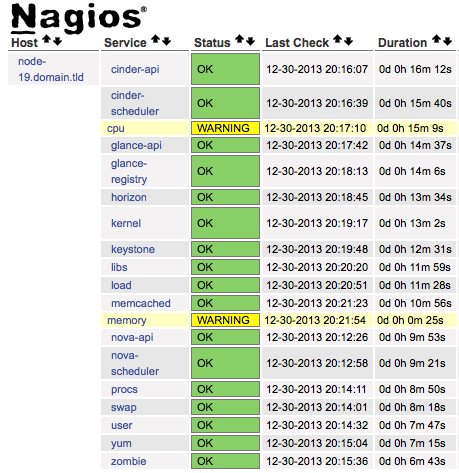 Nagios®
Host Service Status Last Check Duration
node-19.domain.tld cinder-api OK 12-30-2013 20:16:07 0d 0h 16m 12s
cinder-scheduler OK 12-30-2013 20:16:39 0d 0h 15m 40s
cpu WARNING 12-30-2013 20:17:10 0d 0h 15m 9s
glance-api OK 12-30-2013 20:17:42 0d 0h 14m 37s
glance-registry OK 12-30-2013 20:18:13 0d 0h 14m 6s
horizon OK 12-30-2013 20:18:45 0d 0h 13m 34s
kernel OK 12-30-2013 20:19:17 0d 0h 13m 2s
keystone OK 12-30-2013 20:19:48 0d 0h 12m 31s
libs OK 12-30-2013 20:20:20 0d 0h 11m 59s
load OK 12-30-2013 20:20:51 0d 0h 11m 28s
memcached OK 12-30-2013 20:21:23 0d 0h 10m 56s
memory WARNING 12-30-2013 20:21:54 0d 0h 0m 25s
nova-api OK 12-30-2013 20:12:26 0d 0h 9m 53s
nova-scheduler OK 12-30-2013 20:12:58 0d 0h 9m 21s
procs OK 12-30-2013 20:14:11 0d 0h 8m 50s
swap OK 12-30-2013 20:14:01 0d 0h 8m 18s
user OK 12-30-2013 20:14:32 0d 0h 7m 47s
yum OK 12-30-2013 20:15:04 0d 0h 7m 15s
zombie OK 12-30-2013 20:15:36 0d 0h 6m 43s